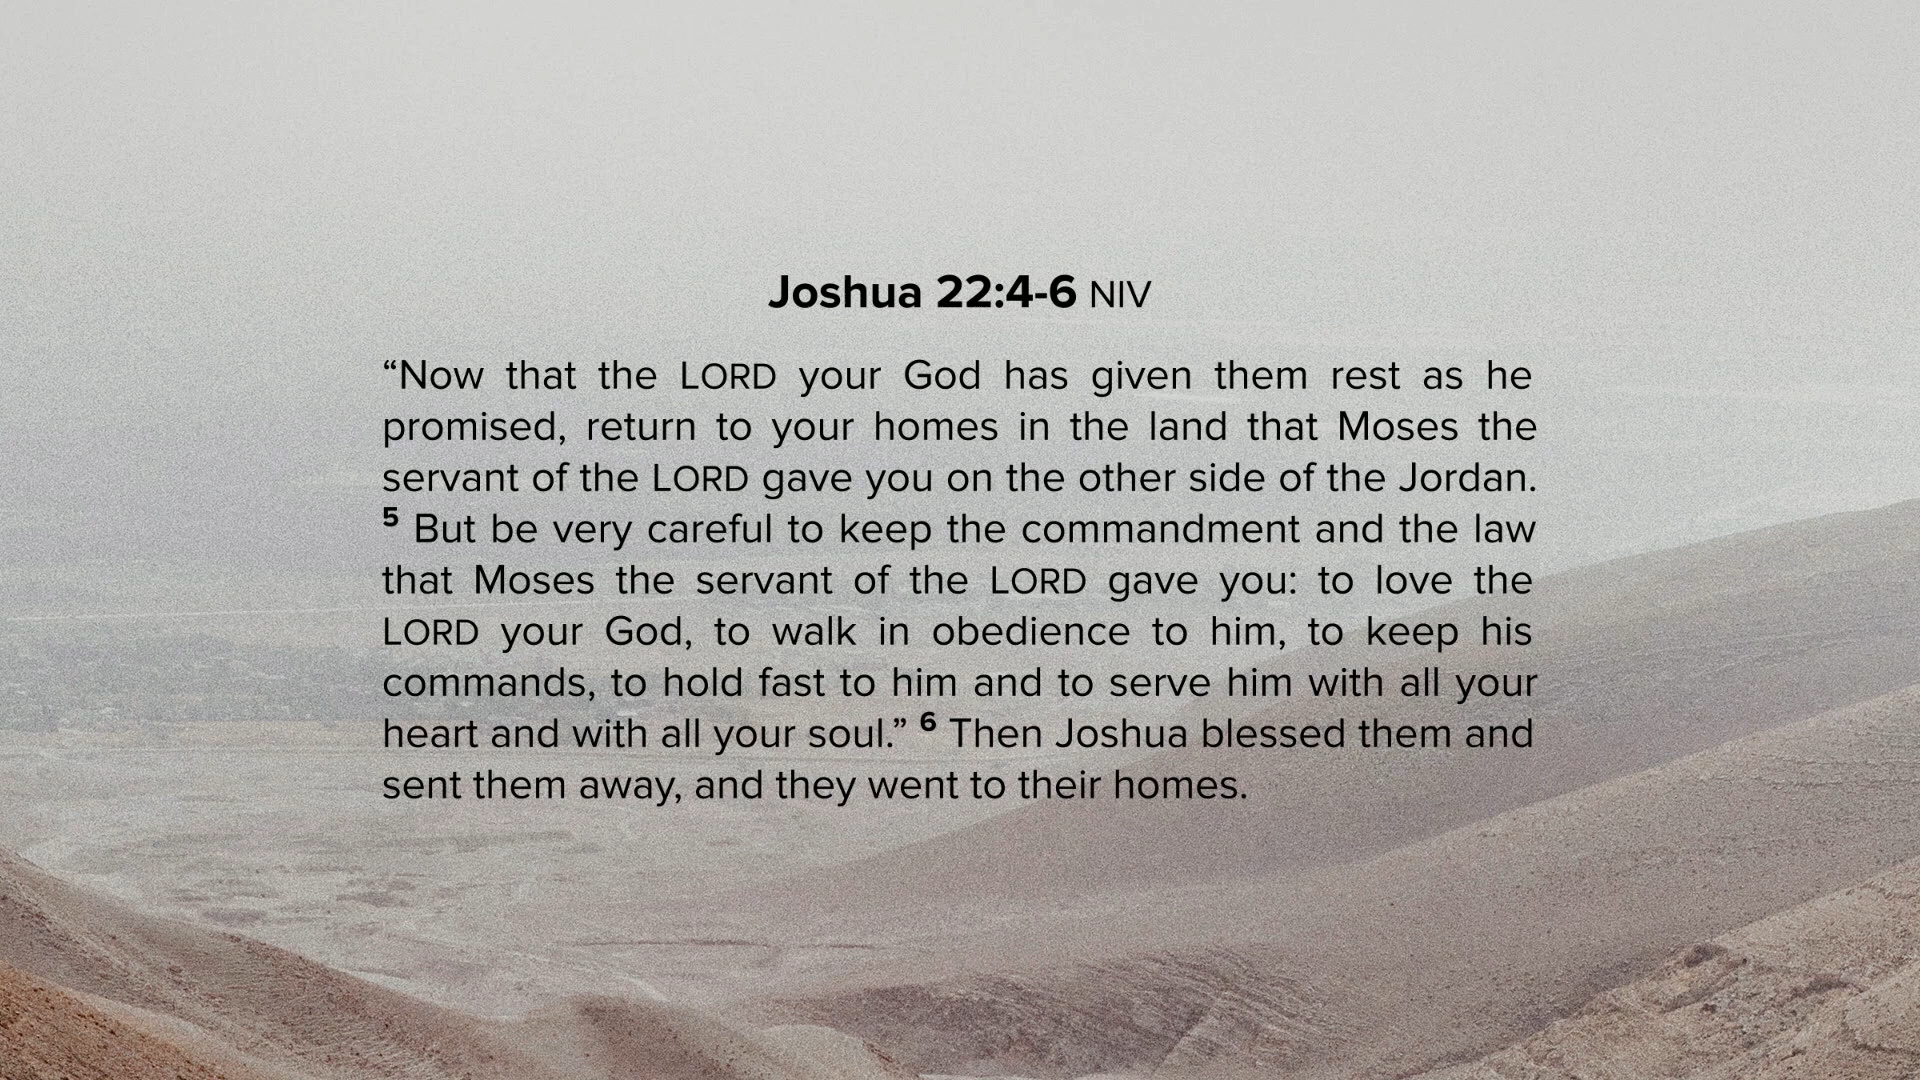 Joshua 22:4-6 NIV
“Now that the LORD your God has given them rest as he
promised, return to your homes in the land that Moses the
servant of the LORD gave you on the other side of the Jordan.
5 But be very careful to keep the commandment and the law
that Moses the servant of the LORD gave you: to love the
LORD your God, to walk in obedience to him, to keep his
commands, to hold fast to him and to serve him with all your
heart and with all your soul.” 6 Then Joshua blessed them and
sent them away, and they went to their homes.